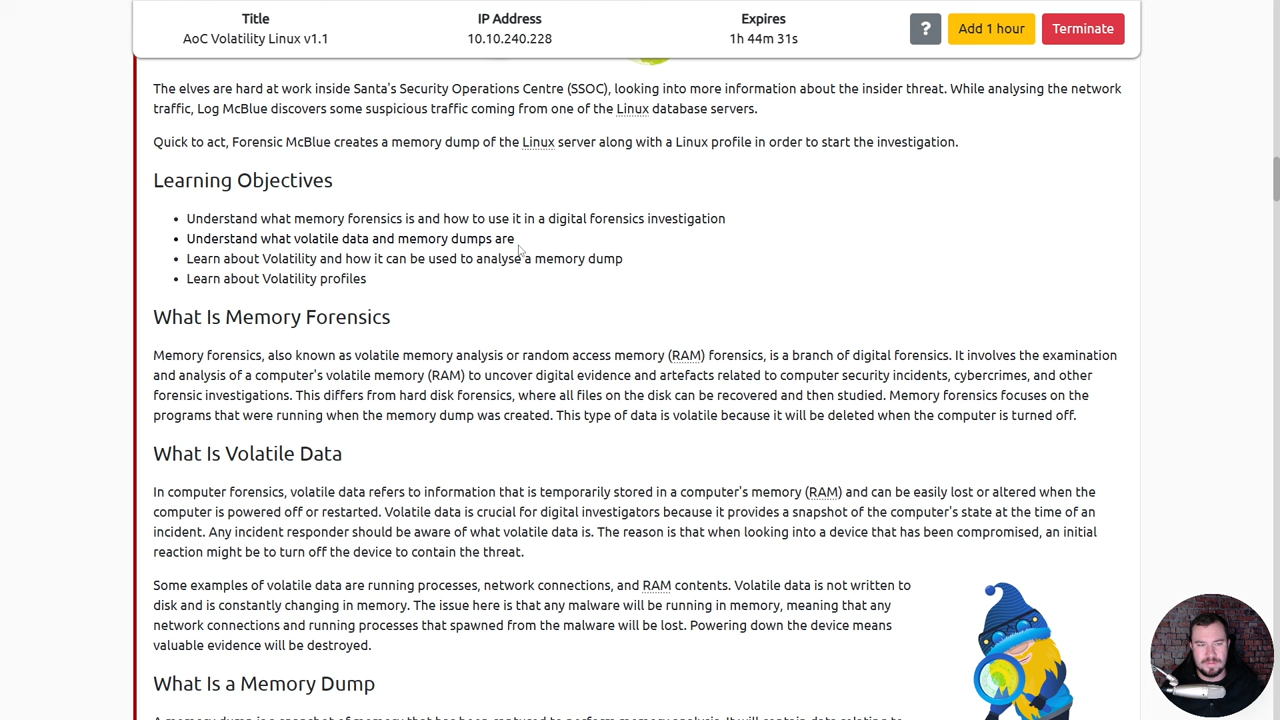 Title
AoC Volatility Linux v1.1
IP Address
10.10.240.228
Expires
1h 44m 31s
?
Add 1 hour
Terminate
The elves are hard at work inside Santa's Security Operations Centre (SSOC), looking into more information about the insider threat. While analysing the network
traffic, Log McBlue discovers some suspicious traffic coming from one of the Linux database servers.
Quick to act, Forensic McBlue creates a memory dump of the Linux server along with a Linux profile in order to start the investigation.
Learning Objectives
• Understand what memory forensics is and how to use it in a digital forensics investigation
• Understand what volatile data and memory dumps are
• Learn about Volatility and how it can be used to analyse a memory dump
• Learn about Volatility profiles
What Is Memory Forensics
Memory forensics, also known as volatile memory analysis or random access memory (RAM) forensics, is a branch of digital forensics. It involves the examination
and analysis of a computer's volatile memory (RAM) to uncover digital evidence and artefacts related to computer security incidents, cybercrimes, and other
forensic investigations. This differs from hard disk forensics, where all files on the disk can be recovered and then studied. Memory forensics focuses on the
programs that were running when the memory dump was created. This type of data is volatile because it will be deleted when the computer is turned off.
What Is Volatile Data
In computer forensics, volatile data refers to information that is temporarily stored in a computer's memory (RAM) and can be easily lost or altered when the
computer is powered off or restarted. Volatile data is crucial for digital investigators because it provides a snapshot of the computer's state at the time of an
incident. Any incident responder should be aware of what volatile data is. The reason is that when looking into a device that has been compromised, an initial
reaction might be to turn off the device to contain the threat.
Some examples of volatile data are running processes, network connections, and RAM contents. Volatile data is not written to
disk and is constantly changing in memory. The issue here is that any malware will be running in memory, meaning that any
network connections and running processes that spawned from the malware will be lost. Powering down the device means
valuable evidence will be destroyed.
What Is a Memory Dump
A memory dump is a snapshot of memory that has been captured to perform memory analysis. It will contain data relating to